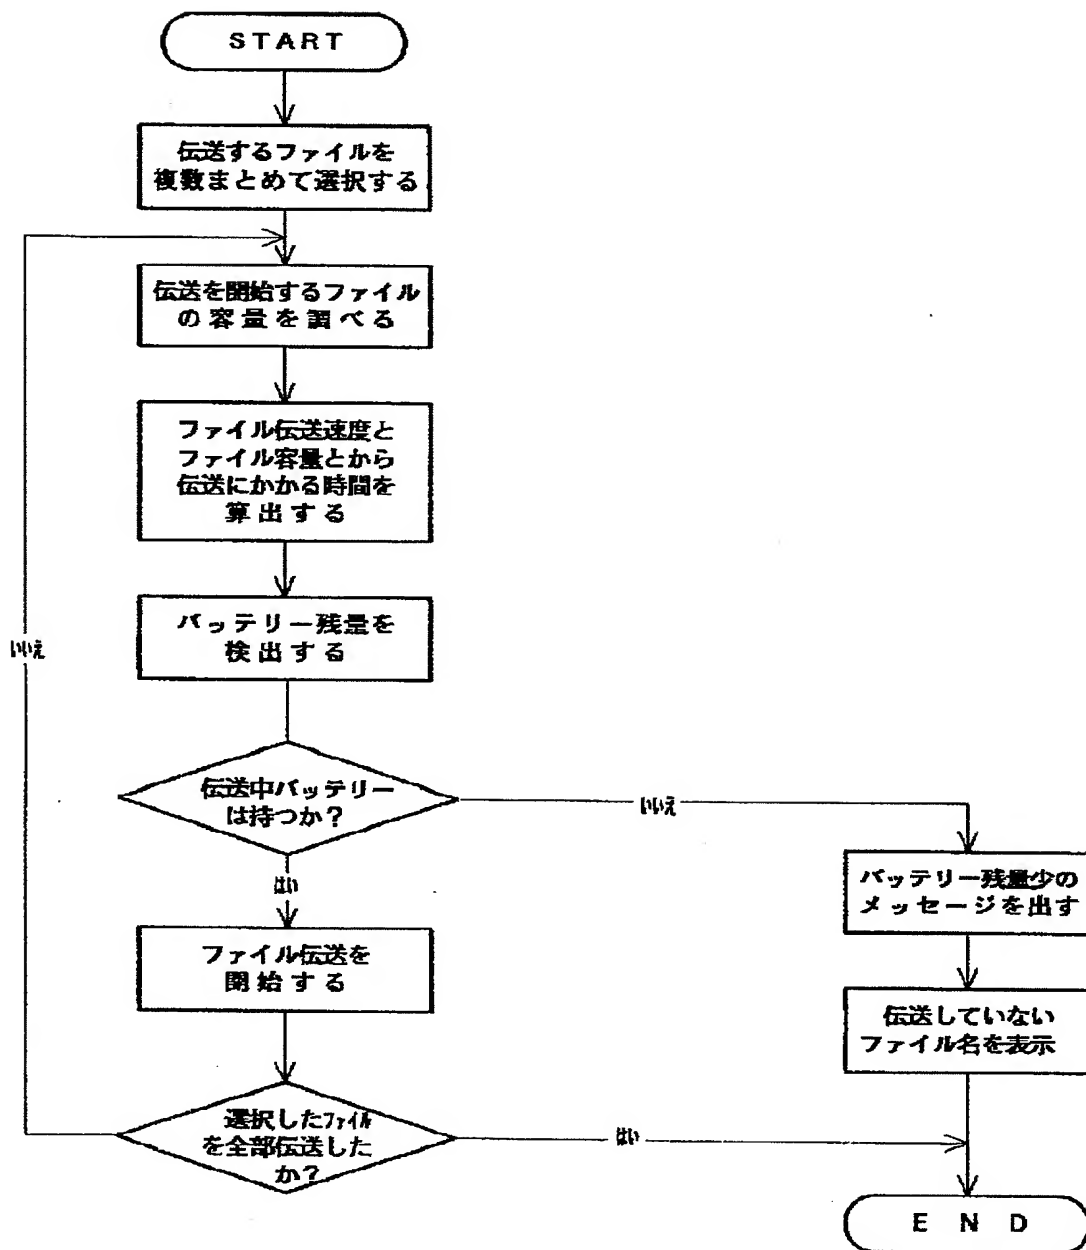 START
伝送するファイルを
複数まとめて選択する
伝送を開始するファイル
の容量を調べる
ファイル伝送速度と
ファイル容量とから
伝送にかかる時間を
算出する
バッテリー残量を
検出する
いいえ
伝送中バッテリー
は持つか?
いいえ
はい
バッテリー残量少の
メッセージを出す
ファイル伝送を
開始する
伝送していない
ファイル名を表示
選択したファイル
を全部伝送した
か?
はい
END